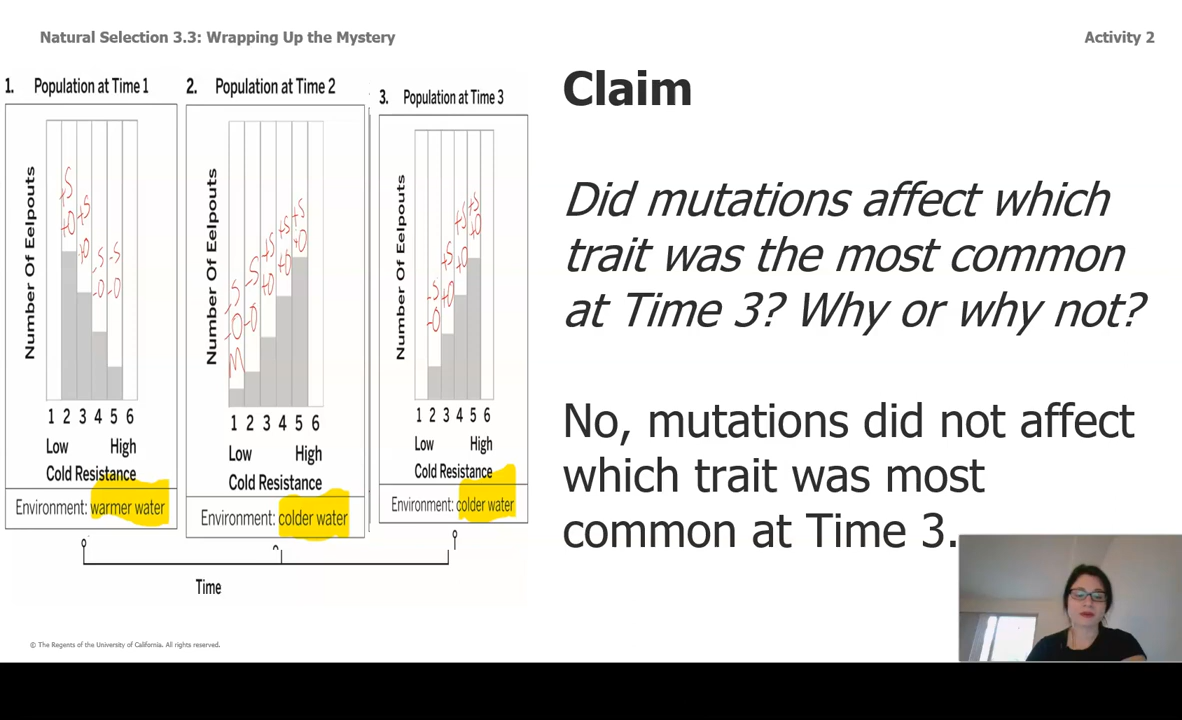 Natural Selection 3.3: Wrapping Up the Mystery
Activity 2
1. Population at Time 1
Number Of Eelpouts
+S +S
+O +O
-S -S
-O -O
1 2 3 4 5 6
Low High
Cold Resistance
Environment: warmer water
2. Population at Time 2
Number Of Eelpouts
-S -S +S +S +S
-O -O +O +O +O
M
1 2 3 4 5 6
Low High
Cold Resistance
Environment: colder water
3. Population at Time 3
Number Of Eelpouts
-S +S +S +S
-O +O +O +O
1 2 3 4 5 6
Low High
Cold Resistance
Environment: colder water
Time
Claim
Did mutations affect which
trait was the most common
at Time 3? Why or why not?
No, mutations did not affect
which trait was most
common at Time 3.
© The Regents of the University of California. All rights reserved.